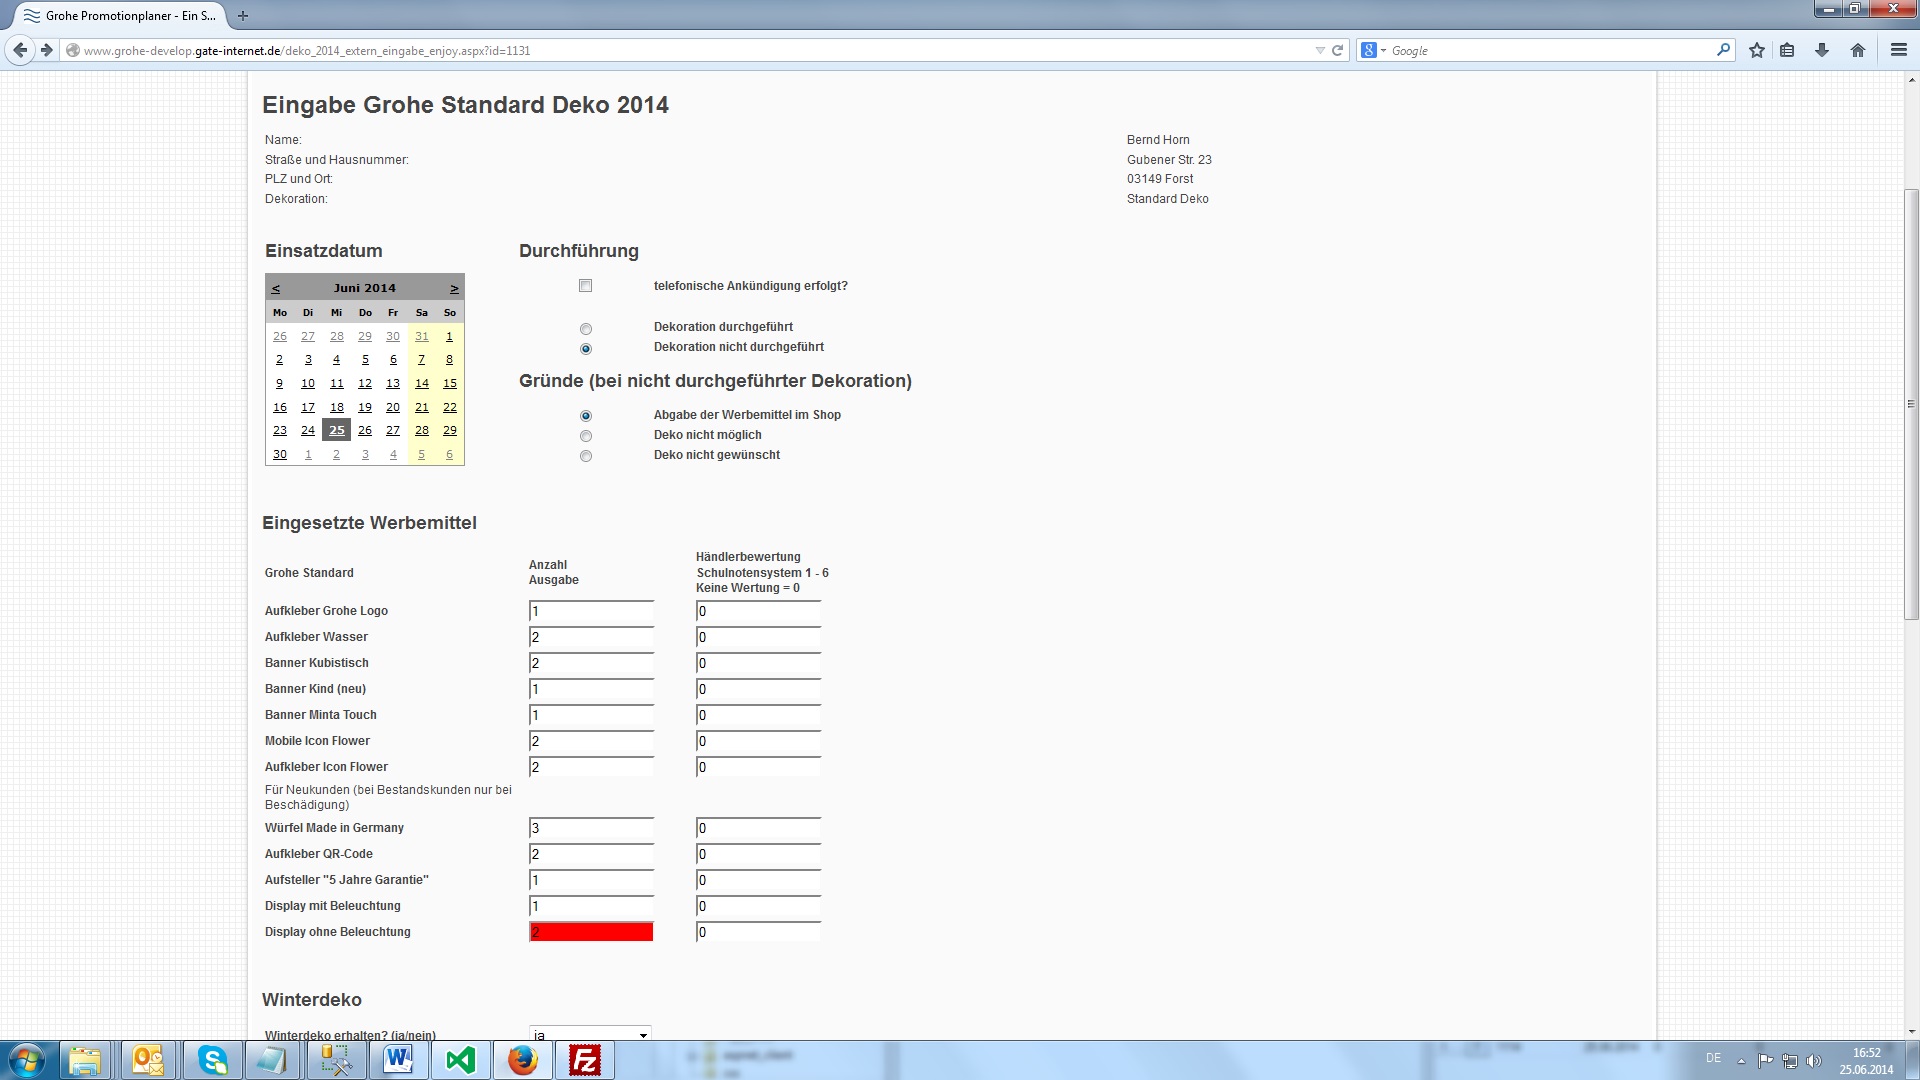 Grohe Promotionplaner - Ein S...
www.grohe-develop.gate-internet.de/deko_2014_extern_eingabe_enjoy.aspx?id=1131
Google
Eingabe Grohe Standard Deko 2014
Name: Bernd Horn
Straße und Hausnummer: Gubener Str. 23
PLZ und Ort: 03149 Forst
Dekoration: Standard Deko
Einsatzdatum
< Juni 2014 >
Mo Di Mi Do Fr Sa So
26 27 28 29 30 31 1
2 3 4 5 6 7 8
9 10 11 12 13 14 15
16 17 18 19 20 21 22
23 24 25 26 27 28 29
30 1 2 3 4 5 6
Durchführung
telefonische Ankündigung erfolgt?
Dekoration durchgeführt
Dekoration nicht durchgeführt
Gründe (bei nicht durchgeführter Dekoration)
Abgabe der Werbemittel im Shop
Deko nicht möglich
Deko nicht gewünscht
Eingesetzte Werbemittel
Grohe Standard
Anzahl
Ausgabe
Händlerbewertung
Schulnotensystem 1 - 6
Keine Wertung = 0
Aufkleber Grohe Logo 1 0
Aufkleber Wasser 2 0
Banner Kubistisch 2 0
Banner Kind (neu) 1 0
Banner Minta Touch 1 0
Mobile Icon Flower 2 0
Aufkleber Icon Flower 2 0
Für Neukunden (bei Bestandskunden nur bei
Beschädigung)
Würfel Made in Germany 3 0
Aufkleber QR-Code 2 0
Aufsteller "5 Jahre Garantie" 1 0
Display mit Beleuchtung 1 0
Display ohne Beleuchtung 2 0
Winterdeko
Winterdeko erhalten? (ja/nein) ja
DE
16:52
25.06.2014